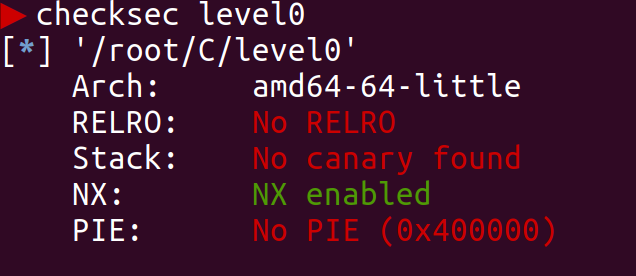 checksec level0
[*] '/root/C/level0'
Arch: amd64-64-little
RELRO: No RELRO
Stack: No canary found
NX: NX enabled
PIE: No PIE (0x400000)